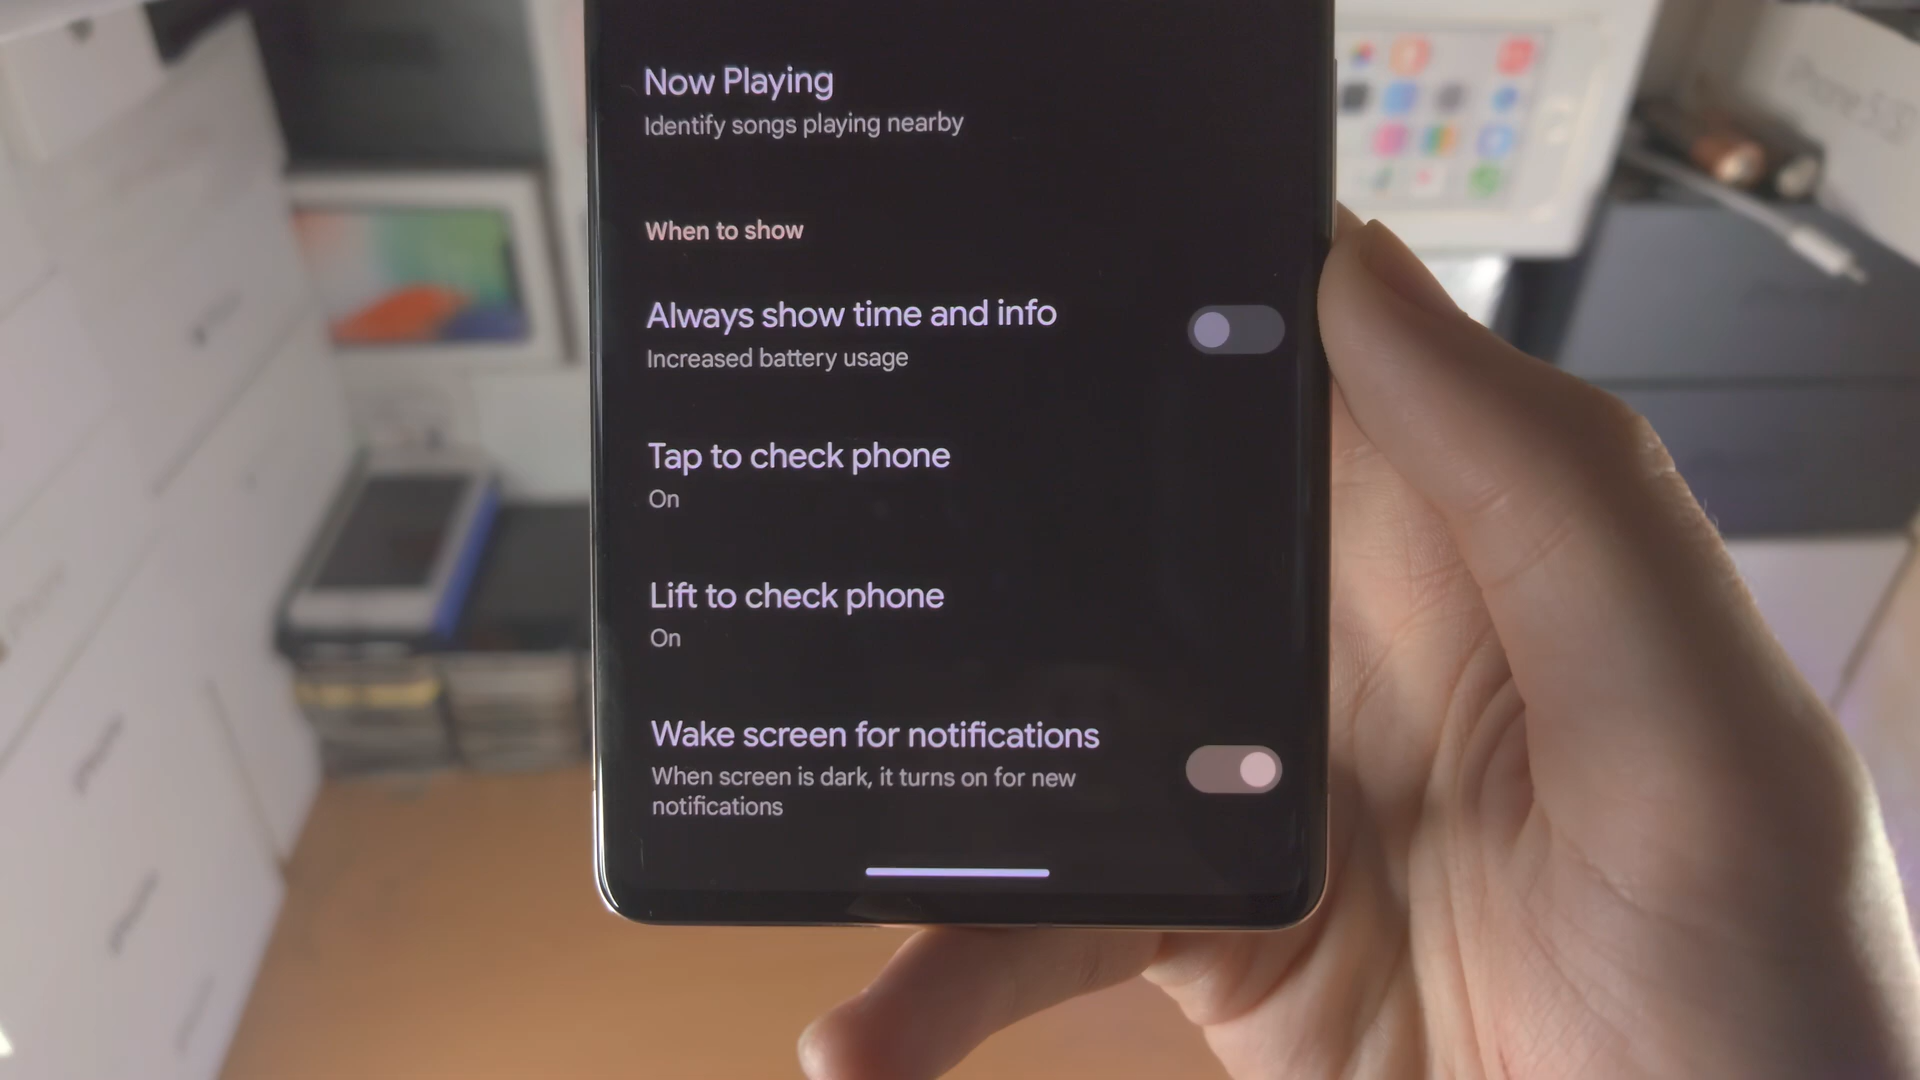 Now Playing
Identify songs playing nearby
When to show
Always show time and info
Increased battery usage
Tap to check phone
On
Lift to check phone
On
Wake screen for notifications
When screen is dark, it turns on for new
notifications